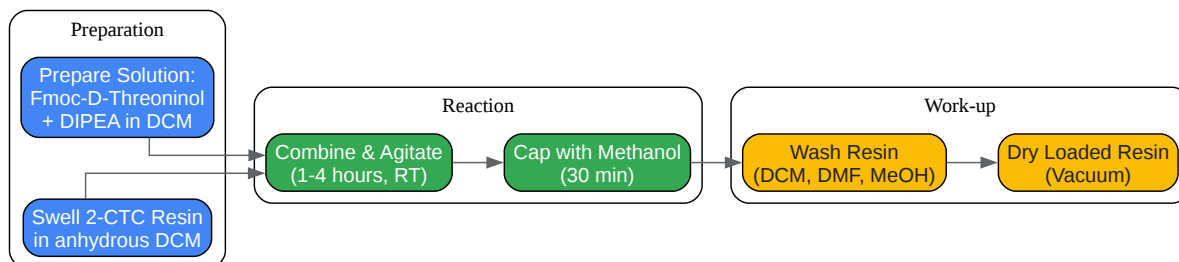 Preparation
Prepare Solution:
Fmoc-D-Threoninol
+ DIPEA in DCM
Swell 2-CTC Resin
in anhydrous DCM
Reaction
Combine & Agitate
(1-4 hours, RT)
Cap with Methanol
(30 min)
Work-up
Wash Resin
(DCM, DMF, MeOH)
Dry Loaded Resin
(Vacuum)